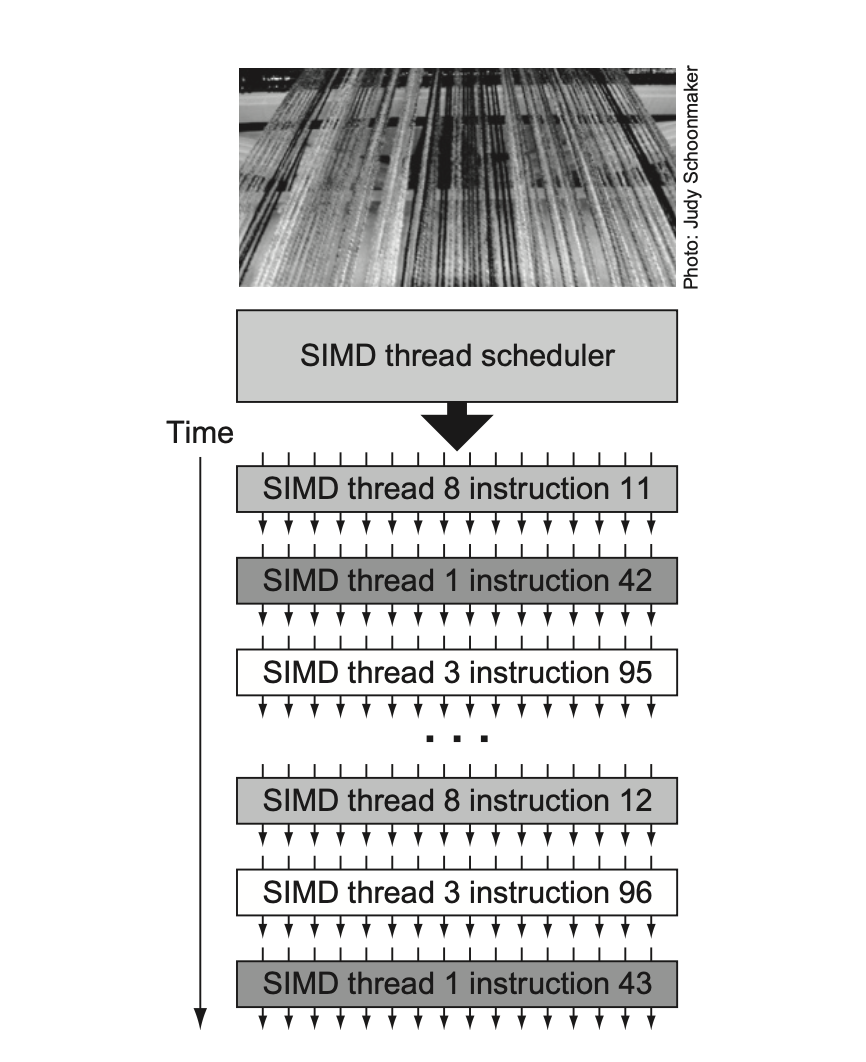 Photo: Judy Schoonmaker
SIMD thread scheduler
Time
SIMD thread 8 instruction 11
SIMD thread 1 instruction 42
SIMD thread 3 instruction 95
. . .
SIMD thread 8 instruction 12
SIMD thread 3 instruction 96
SIMD thread 1 instruction 43